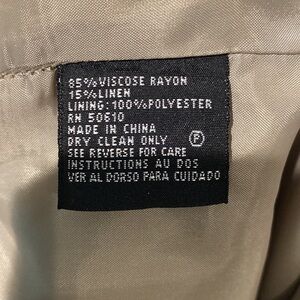 85%VISCOSE RAYON
15%LINEN
LINING:100%POLYESTER
RN 50610
MADE IN CHINA
DRY CLEAN ONLY Ⓟ
SEE REVERSE FOR CARE
INSTRUCTIONS AU DOS
VER AL DORSO PARA CUIDADO